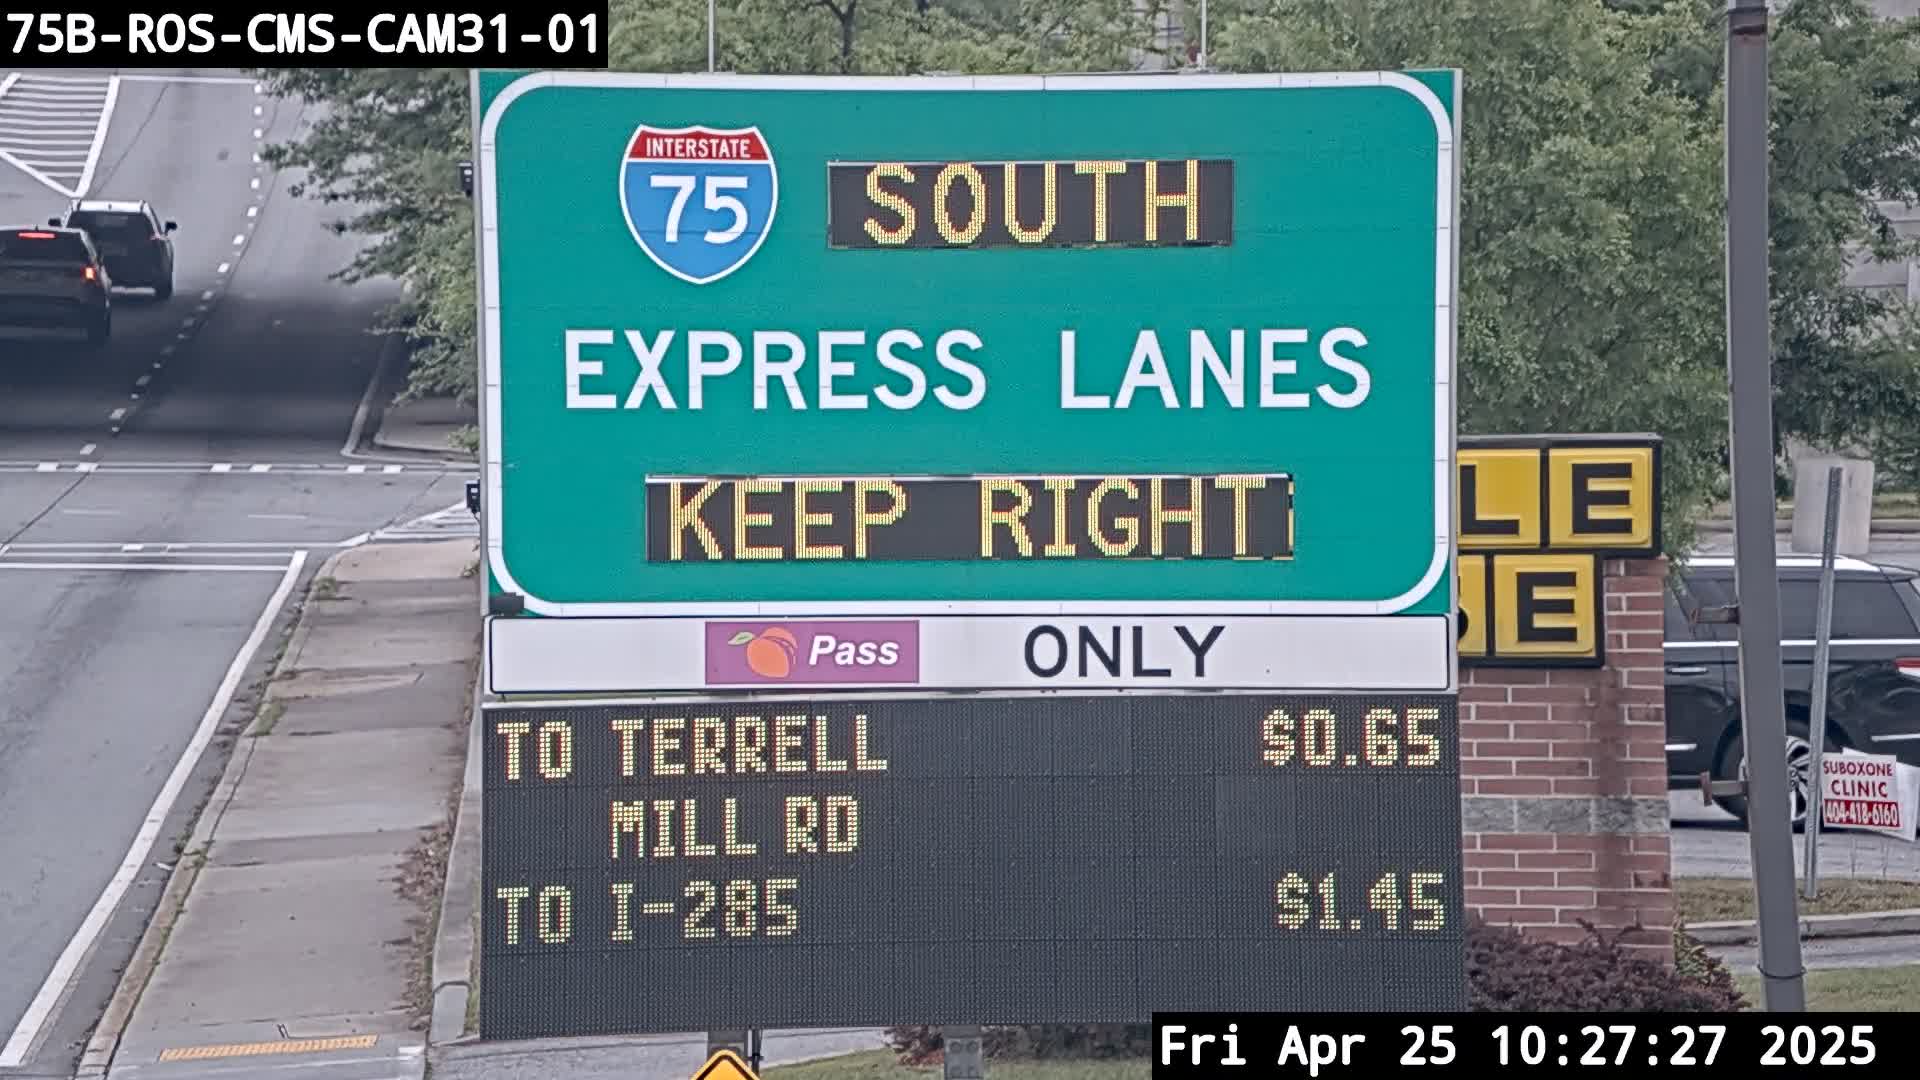 75B-ROS-CMS-CAM31-01
INTERSTATE
75
SOUTH
EXPRESS LANES
KEEP RIGHT
Pass ONLY
TO TERRELL $0.65
MILL RD
TO I-285 $1.45
LE
E
SUBOXONE
CLINIC
404-418-6160
Fri Apr 25 10:27:27 2025